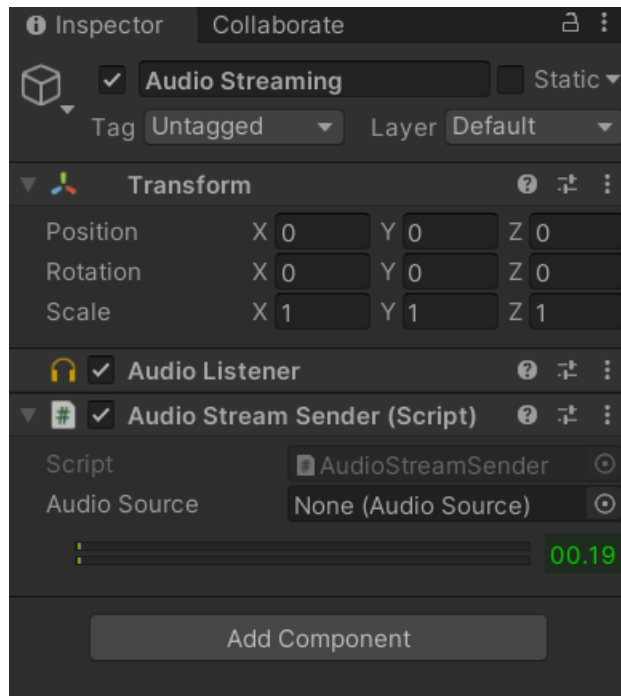 Inspector Collaborate
Audio Streaming Static
Tag Untagged Layer Default
Transform
Position X 0 Y 0 Z 0
Rotation X 0 Y 0 Z 0
Scale X 1 Y 1 Z 1
Audio Listener
# Audio Stream Sender (Script)
Script # AudioStreamSender
Audio Source None (Audio Source)
00.19
Add Component